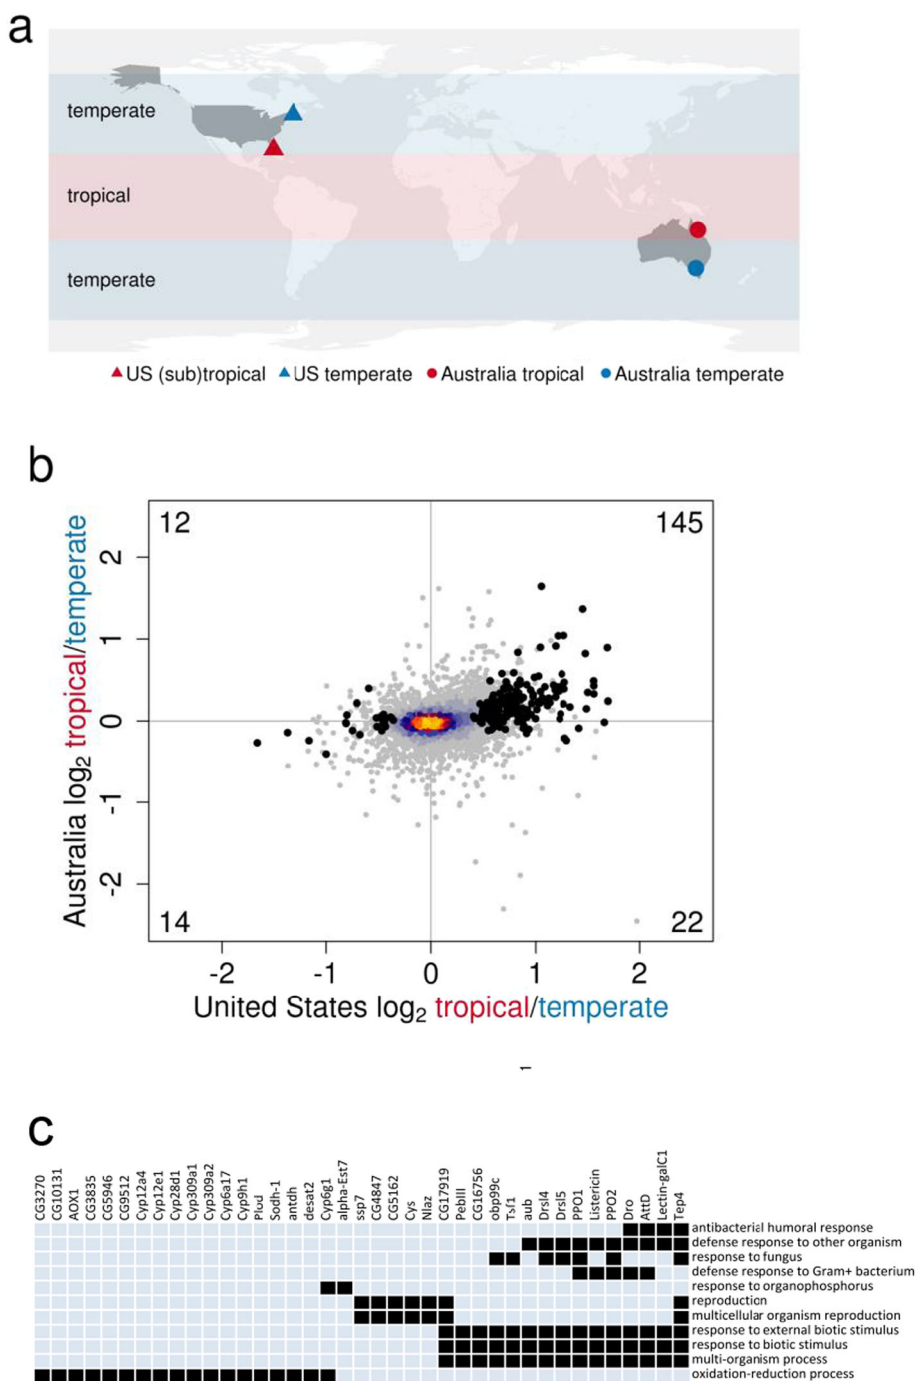 a
temperate
tropical
temperate
US (sub)tropical US temperate Australia tropical Australia temperate
b
12 145
2
1
0
-1
-2
Australia log2 tropical/temperate
14 22
-2 -1 0 1 2
United States log2 tropical/temperate
1
c
CG3270
CG10131
AOX1
CG3835
CG5946
CG9512
Cyp12a4
Cyp12e1
Cyp28d1
Cyp309a1
Cyp309a2
Cyp6a17
Cyp9h1
Plod
Sodh-1
antdh
desat2
Cyp6g1
alpha-Est7
ssp7
CG4847
CG5162
Cys
Nlaz
CG17919
PebIII
CG16756
obp99c
Tsf1
aub
Drsl4
Drsl5
PPO1
Listericin
PPO2
Dro
AttD
Lectin-galC1
Tep4
antibacterial humoral response
defense response to other organism
response to fungus
defense response to Gram+ bacterium
response to organophosphorus
reproduction
multicellular organism reproduction
response to external biotic stimulus
response to biotic stimulus
multi-organism process
oxidation-reduction process